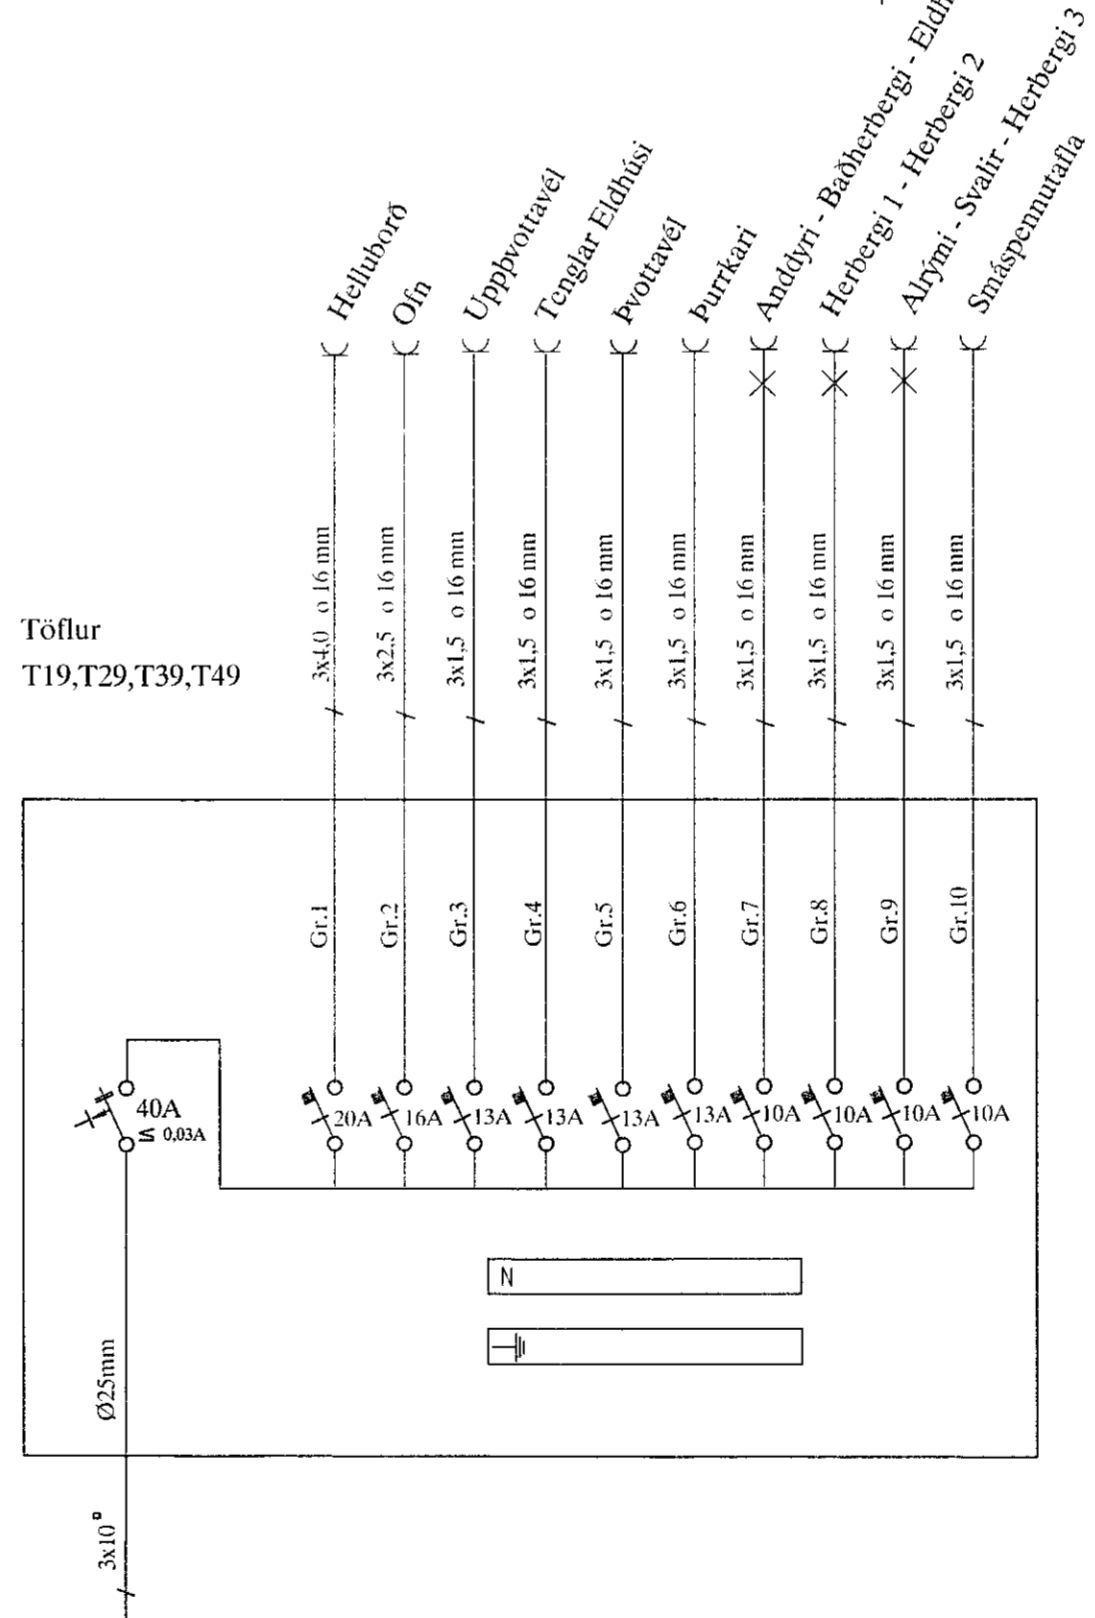 Helluborð
Ofn
Uppþvottavél
Tenglar Eldhúsi
Þvottavél
Þurrkari
Anddyri - Baðherbergi - Eldh
Herbergi 1 - Herbergi 2
Alrými - Svalir - Herbergi 3
Smáspennutafla
Töflur
T19,T29,T39,T49
3x4,0 o 16 mm
3x2,5 o 16 mm
3x1,5 o 16 mm
3x1,5 o 16 mm
3x1,5 o 16 mm
3x1,5 o 16 mm
3x1,5 o 16 mm
3x1,5 o 16 mm
3x1,5 o 16 mm
3x1,5 o 16 mm
Gr.1
Gr.2
Gr.3
Gr.4
Gr.5
Gr.6
Gr.7
Gr.8
Gr.9
Gr.10
40A
≤ 0,03A
20A
16A
13A
13A
13A
13A
10A
10A
10A
10A
N
Ø25mm
3x10▫